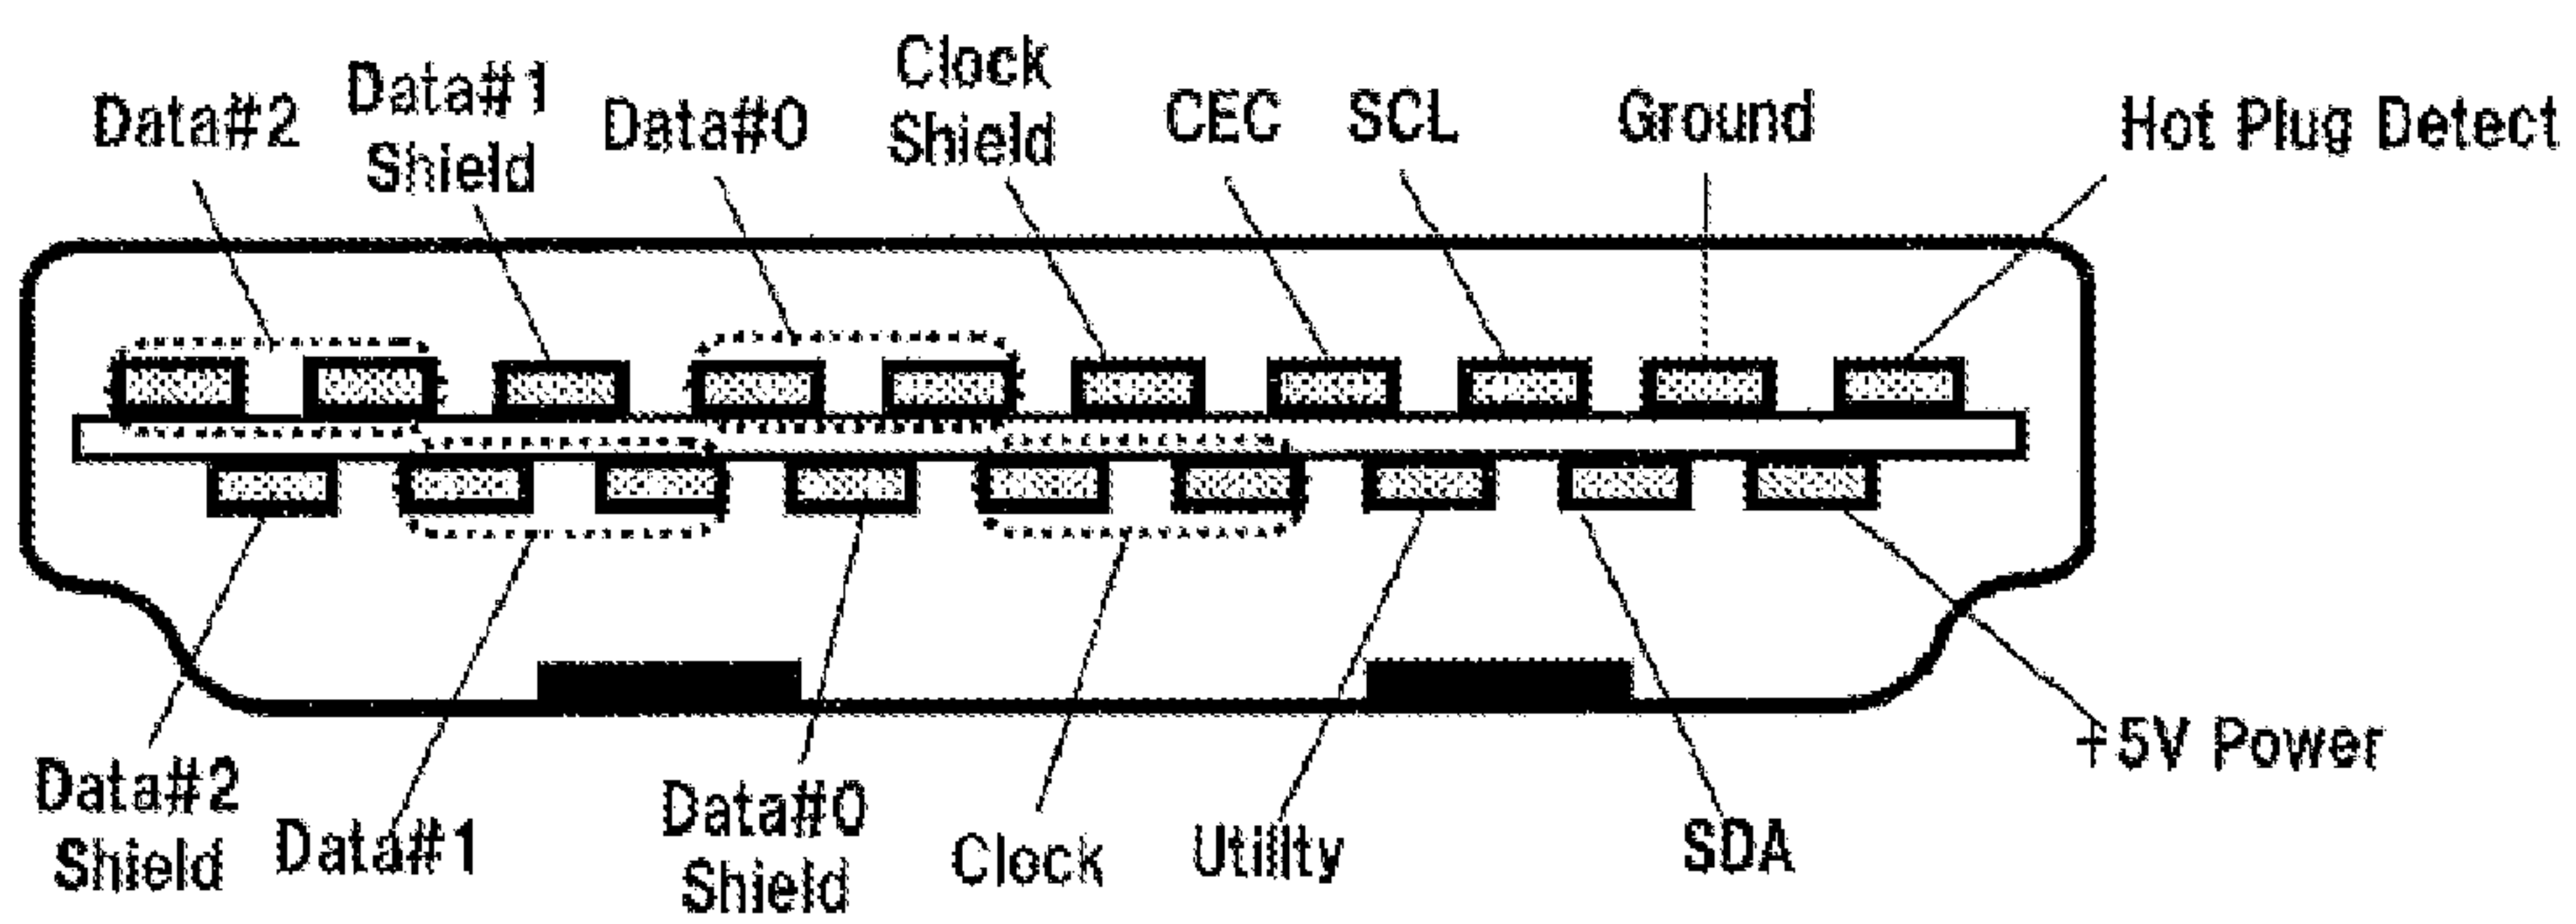 Data#2
Data#1
Shield
Data#0
Clock
Shield
CEC
SCL
Ground
Hot Plug Detect
Data#2
Shield
Data#1
Data#0
Shield
Clock
Utility
SDA
+5V Power